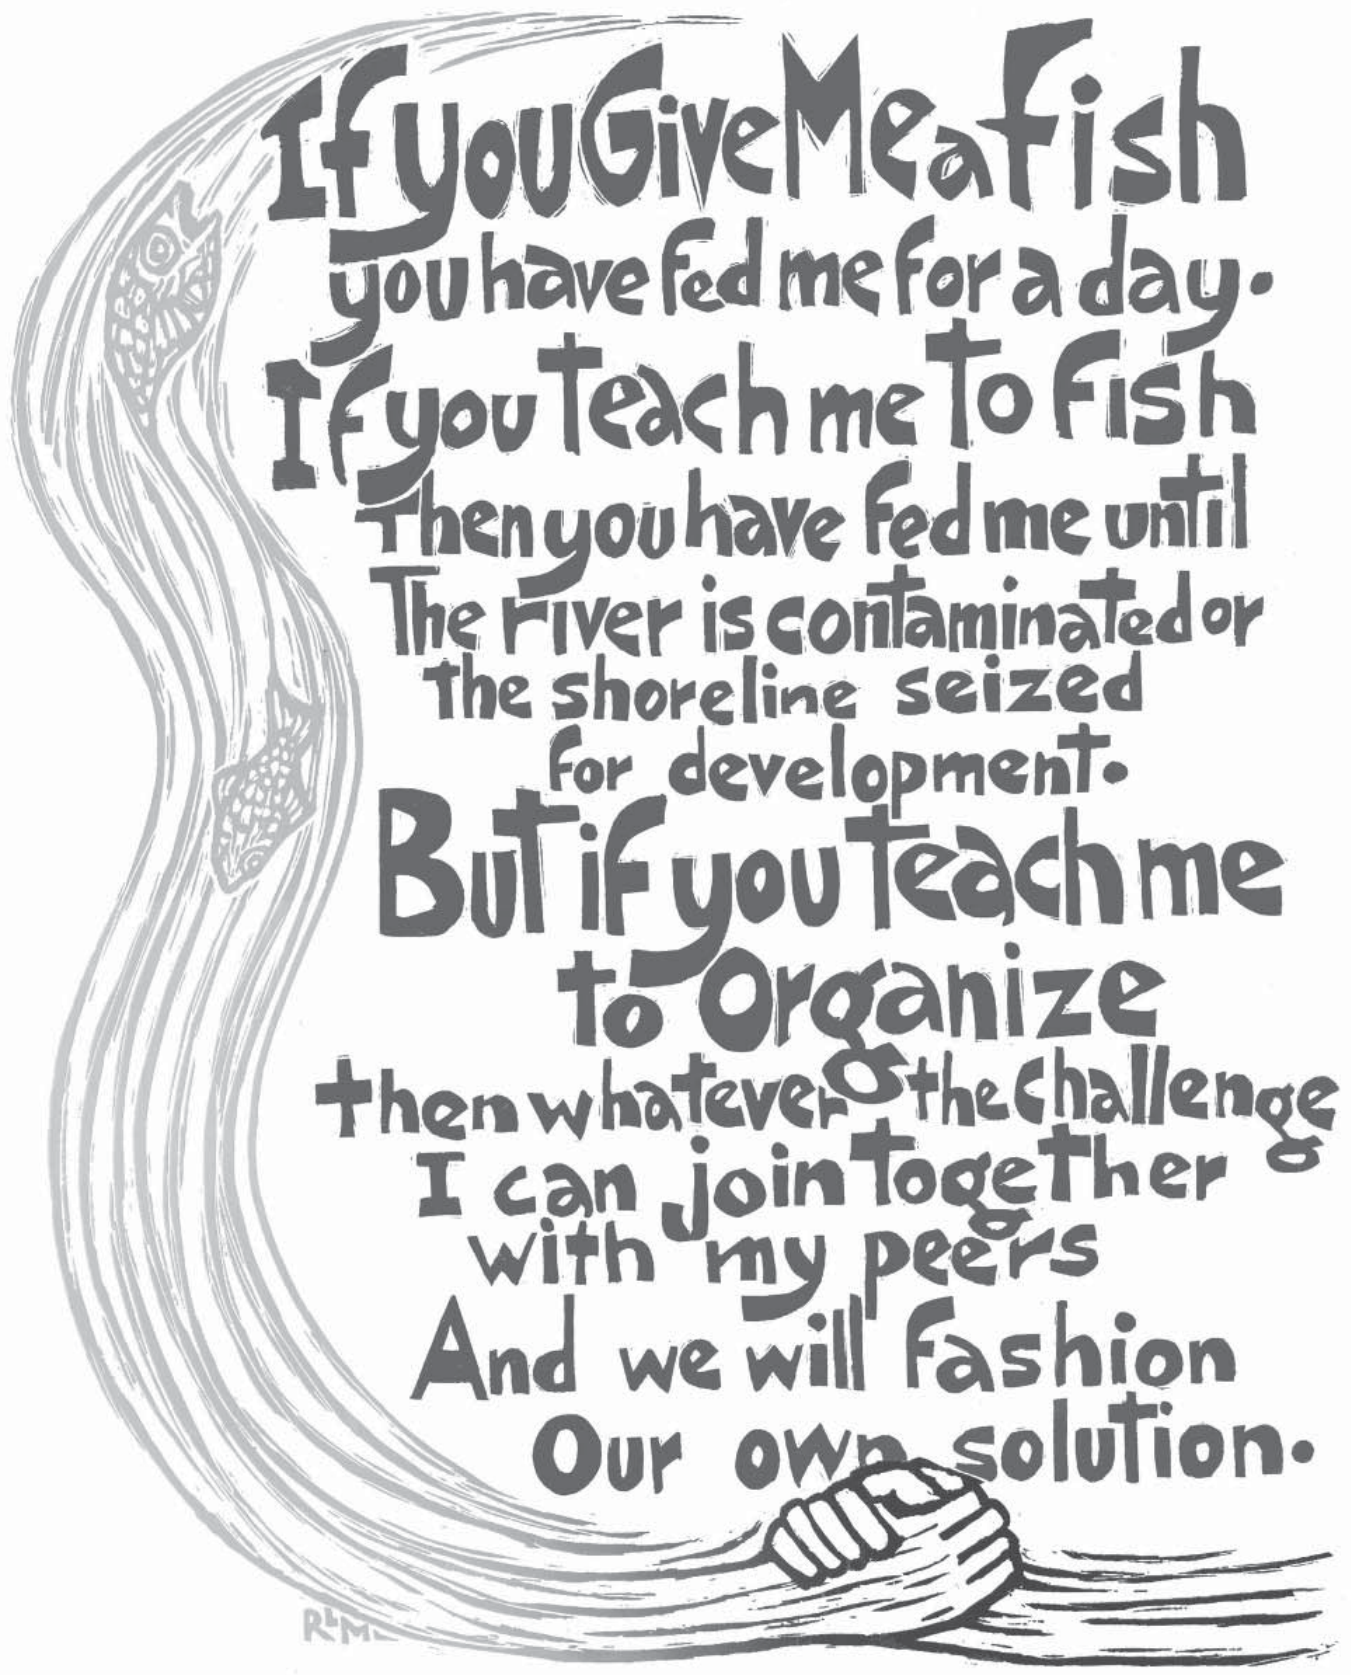 If you Give Me a Fish
you have fed me for a day.
If you Teach me To Fish
Then you have fed me until
The river is contaminated or
the shoreline seized
for development.
But if you Teach me
to Organize
then whatever the challenge
I can join together
with my peers
And we will fashion
Our own solution.
RLM